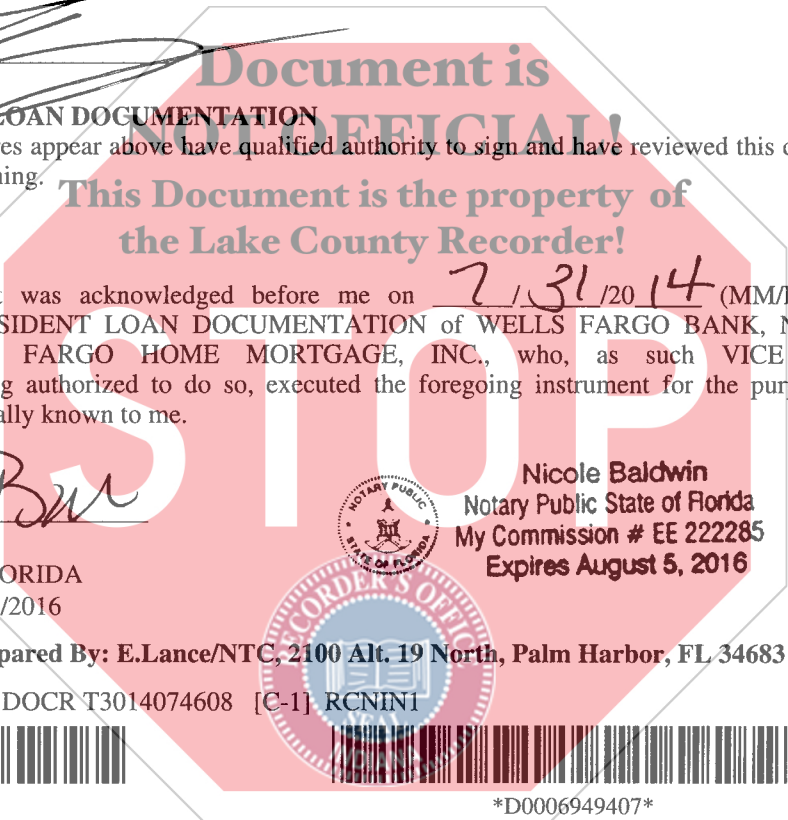 Document is
LOAN DOCUMENTATION
NOT OFFICIAL!
res appear above have qualified authority to sign and have reviewed this d
ning.
This Document is the property of
the Lake County Recorder!
t was acknowledged before me on 7/31/2014 (MM/
SIDENT LOAN DOCUMENTATION of WELLS FARGO BANK, N
FARGO HOME MORTGAGE, INC., who, as such VICE
g authorized to do so, executed the foregoing instrument for the pur
ally known to me.
STOP
Nicole Baldwin
Notary Public State of Florida
My Commission # EE 222285
Expires August 5, 2016
NOTARY PUBLIC
STATE OF FLORIDA
ORIDA
/2016
RECORDER'S OFFICE
pared By: E.Lance/NTC, 2100 Alt. 19 North, Palm Harbor, FL 34683
DOCR T3014074608 [C-1] RCNIN1
SEAL
INDIANA
*D0006949407*